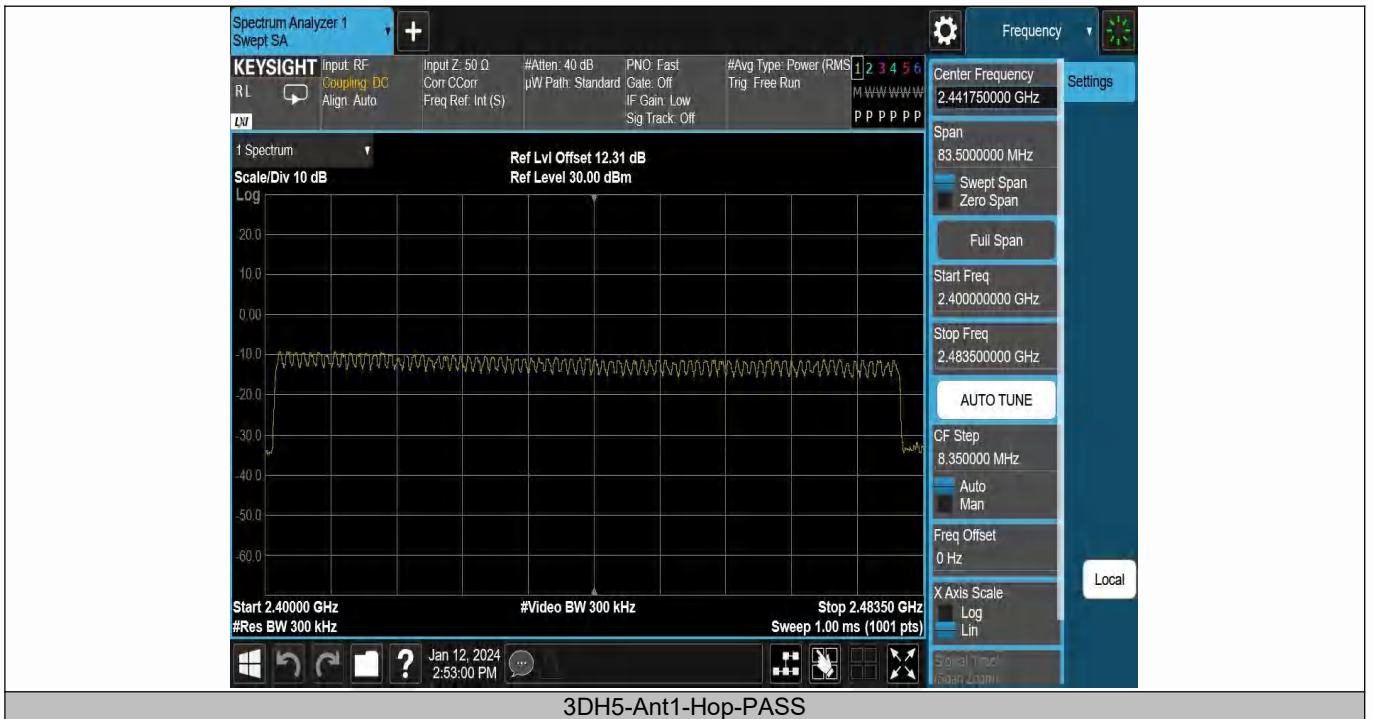 Spectrum Analyzer 1
Swept SA
+
Frequency
KEYSIGHT
RL
LXI
Input: RF
Coupling: DC
Align: Auto
Input Z: 50 Ω
Corr CCorr
Freq Ref: Int (S)
#Atten: 40 dB
µW Path: Standard
PNO: Fast
Gate: Off
IF Gain: Low
Sig Track: Off
#Avg Type: Power (RMS
Trig: Free Run
1 2 3 4 5 6
M W W W W W
P P P P P P
Center Frequency
2.441750000 GHz
Settings
Span
83.5000000 MHz
Swept Span
Zero Span
Full Span
Start Freq
2.400000000 GHz
Stop Freq
2.483500000 GHz
AUTO TUNE
CF Step
8.350000 MHz
Auto
Man
Freq Offset
0 Hz
X Axis Scale
Log
Lin
Signal Track
(Span Zoom)
Local
1 Spectrum
Scale/Div 10 dB
Ref Lvl Offset 12.31 dB
Ref Level 30.00 dBm
Log
20.0
10.0
0.00
-10.0
-20.0
-30.0
-40.0
-50.0
-60.0
Start 2.40000 GHz
#Res BW 300 kHz
#Video BW 300 kHz
Stop 2.48350 GHz
Sweep 1.00 ms (1001 pts)
?
Jan 12, 2024
2:53:00 PM
3DH5-Ant1-Hop-PASS